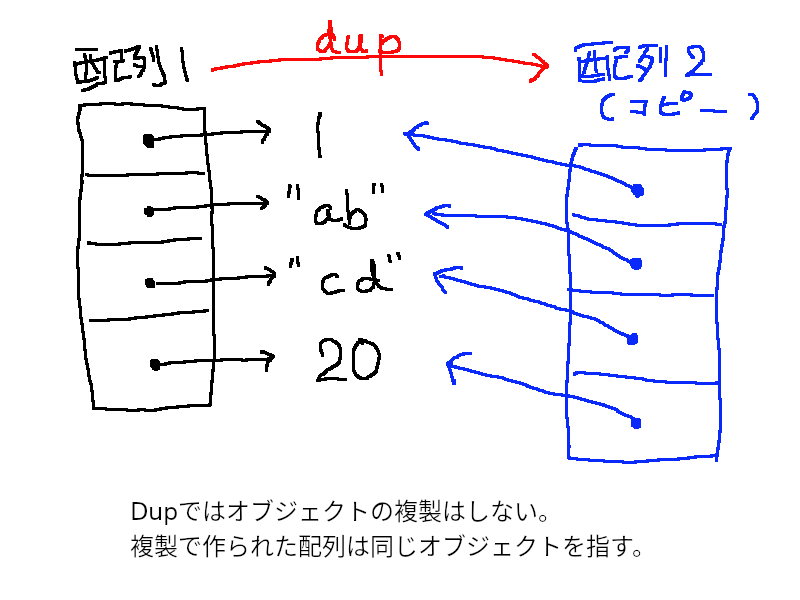 dup
配列1
配列2
(コピー)
1
"ab"
"cd"
20
Dupではオブジェクトの複製はしない。
複製で作られた配列は同じオブジェクトを指す。